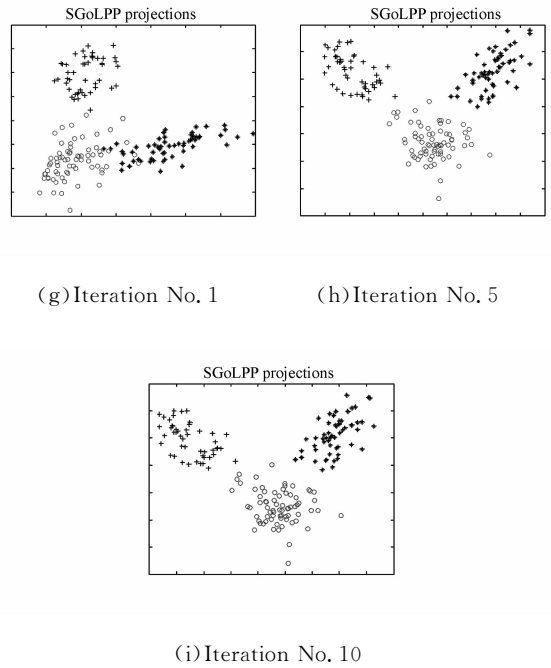 SGoLPP projections
SGoLPP projections
(g)Iteration No. 1
(h)Iteration No. 5
SGoLPP projections
(i)Iteration No. 10